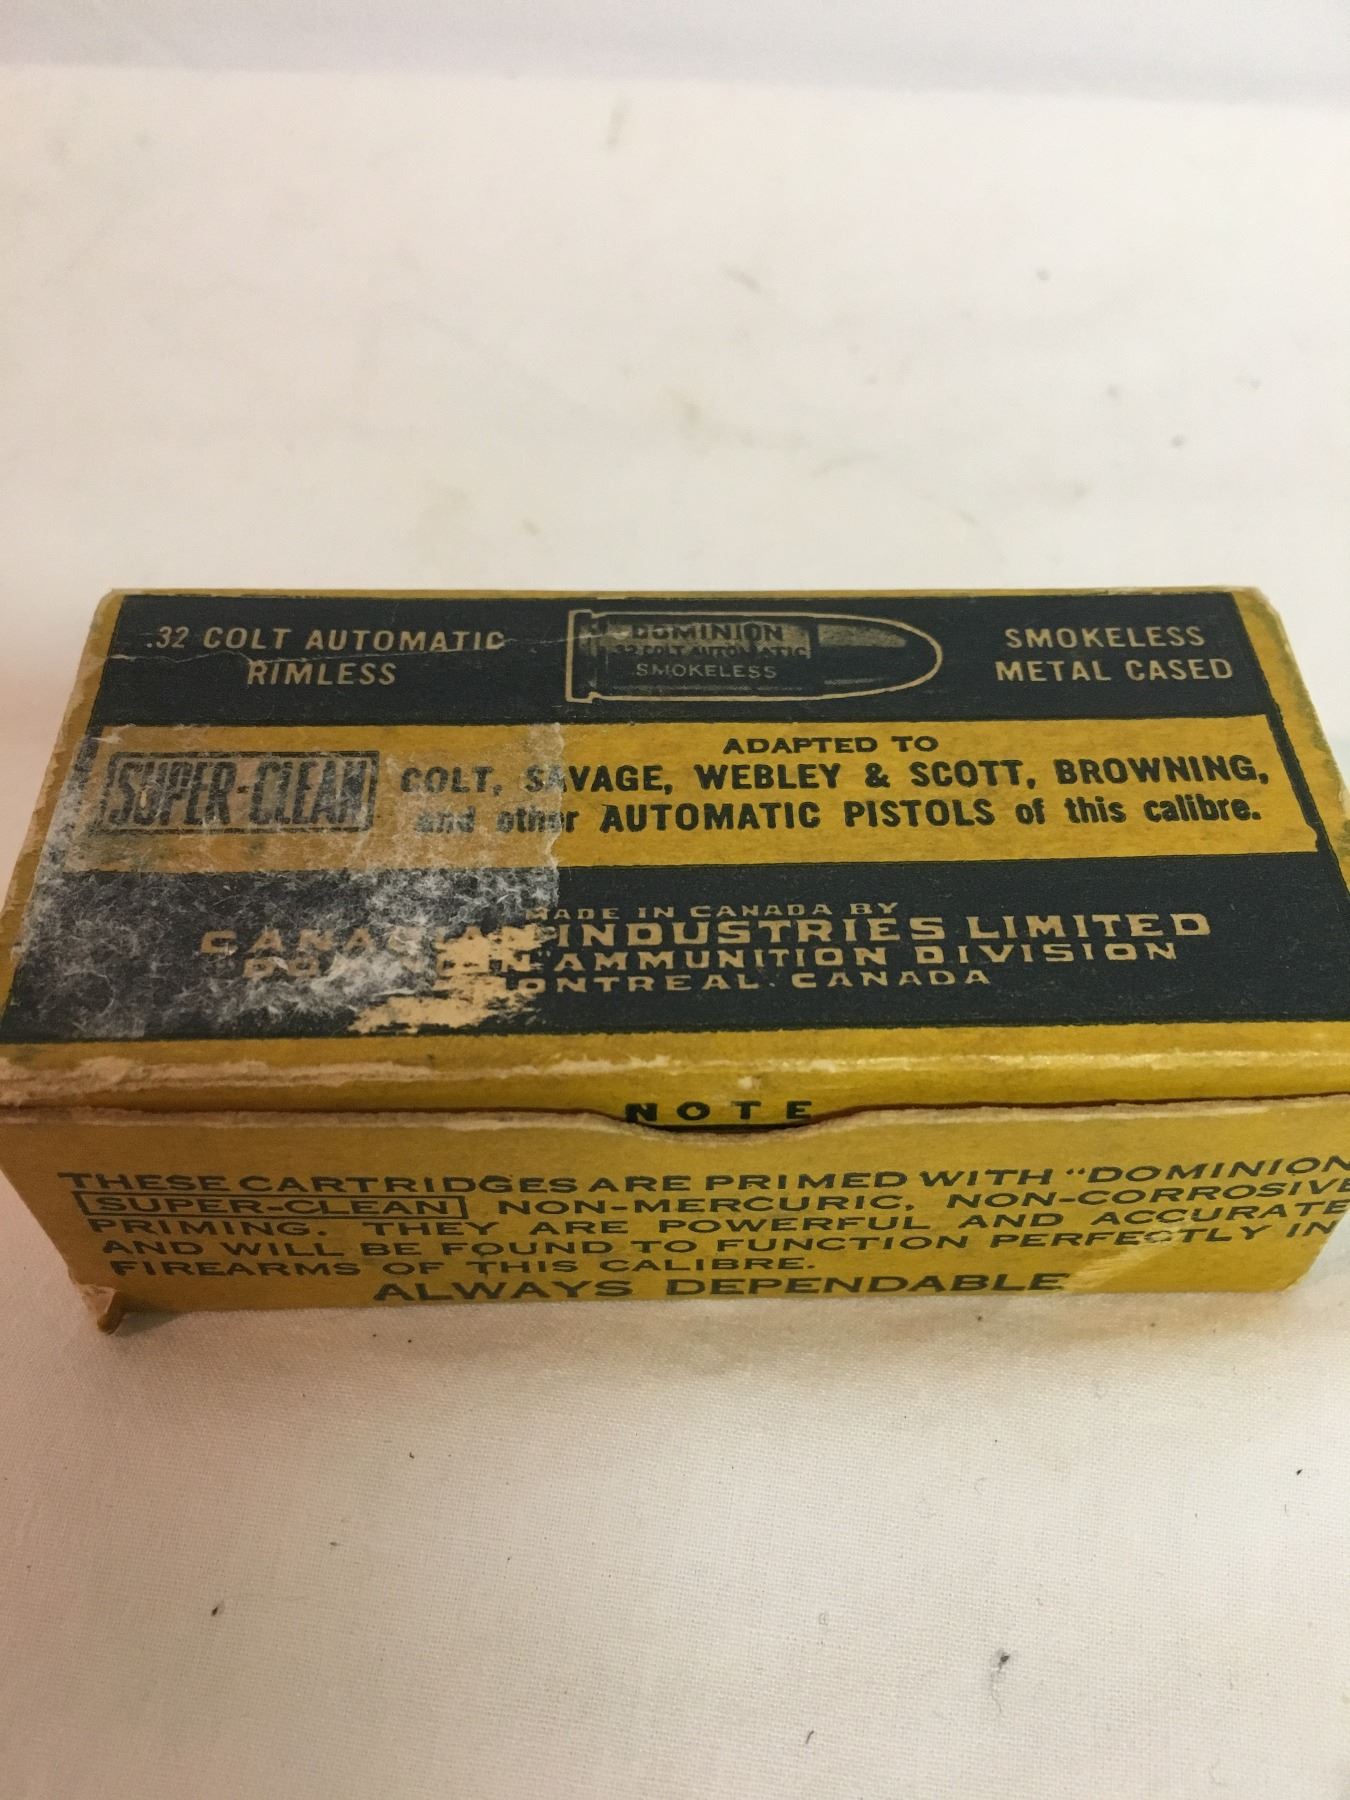 .32 COLT AUTOMATIC
RIMLESS
DOMINION
32 COLT AUTOMATIC
SMOKELESS
SMOKELESS
METAL CASED
SUPER-CLEAN
ADAPTED TO
COLT, SAVAGE, WEBLEY & SCOTT, BROWNING,
and other AUTOMATIC PISTOLS of this calibre.
MADE IN CANADA BY
CANADIAN INDUSTRIES LIMITED
"DOMINION" AMMUNITION DIVISION
MONTREAL. CANADA
NOTE
THESE CARTRIDGES ARE PRIMED WITH "DOMINION
SUPER-CLEAN NON-MERCURIC, NON-CORROSIVE
PRIMING. THEY ARE POWERFUL AND ACCURATE
AND WILL BE FOUND TO FUNCTION PERFECTLY IN
FIREARMS OF THIS CALIBRE.
ALWAYS DEPENDABLE